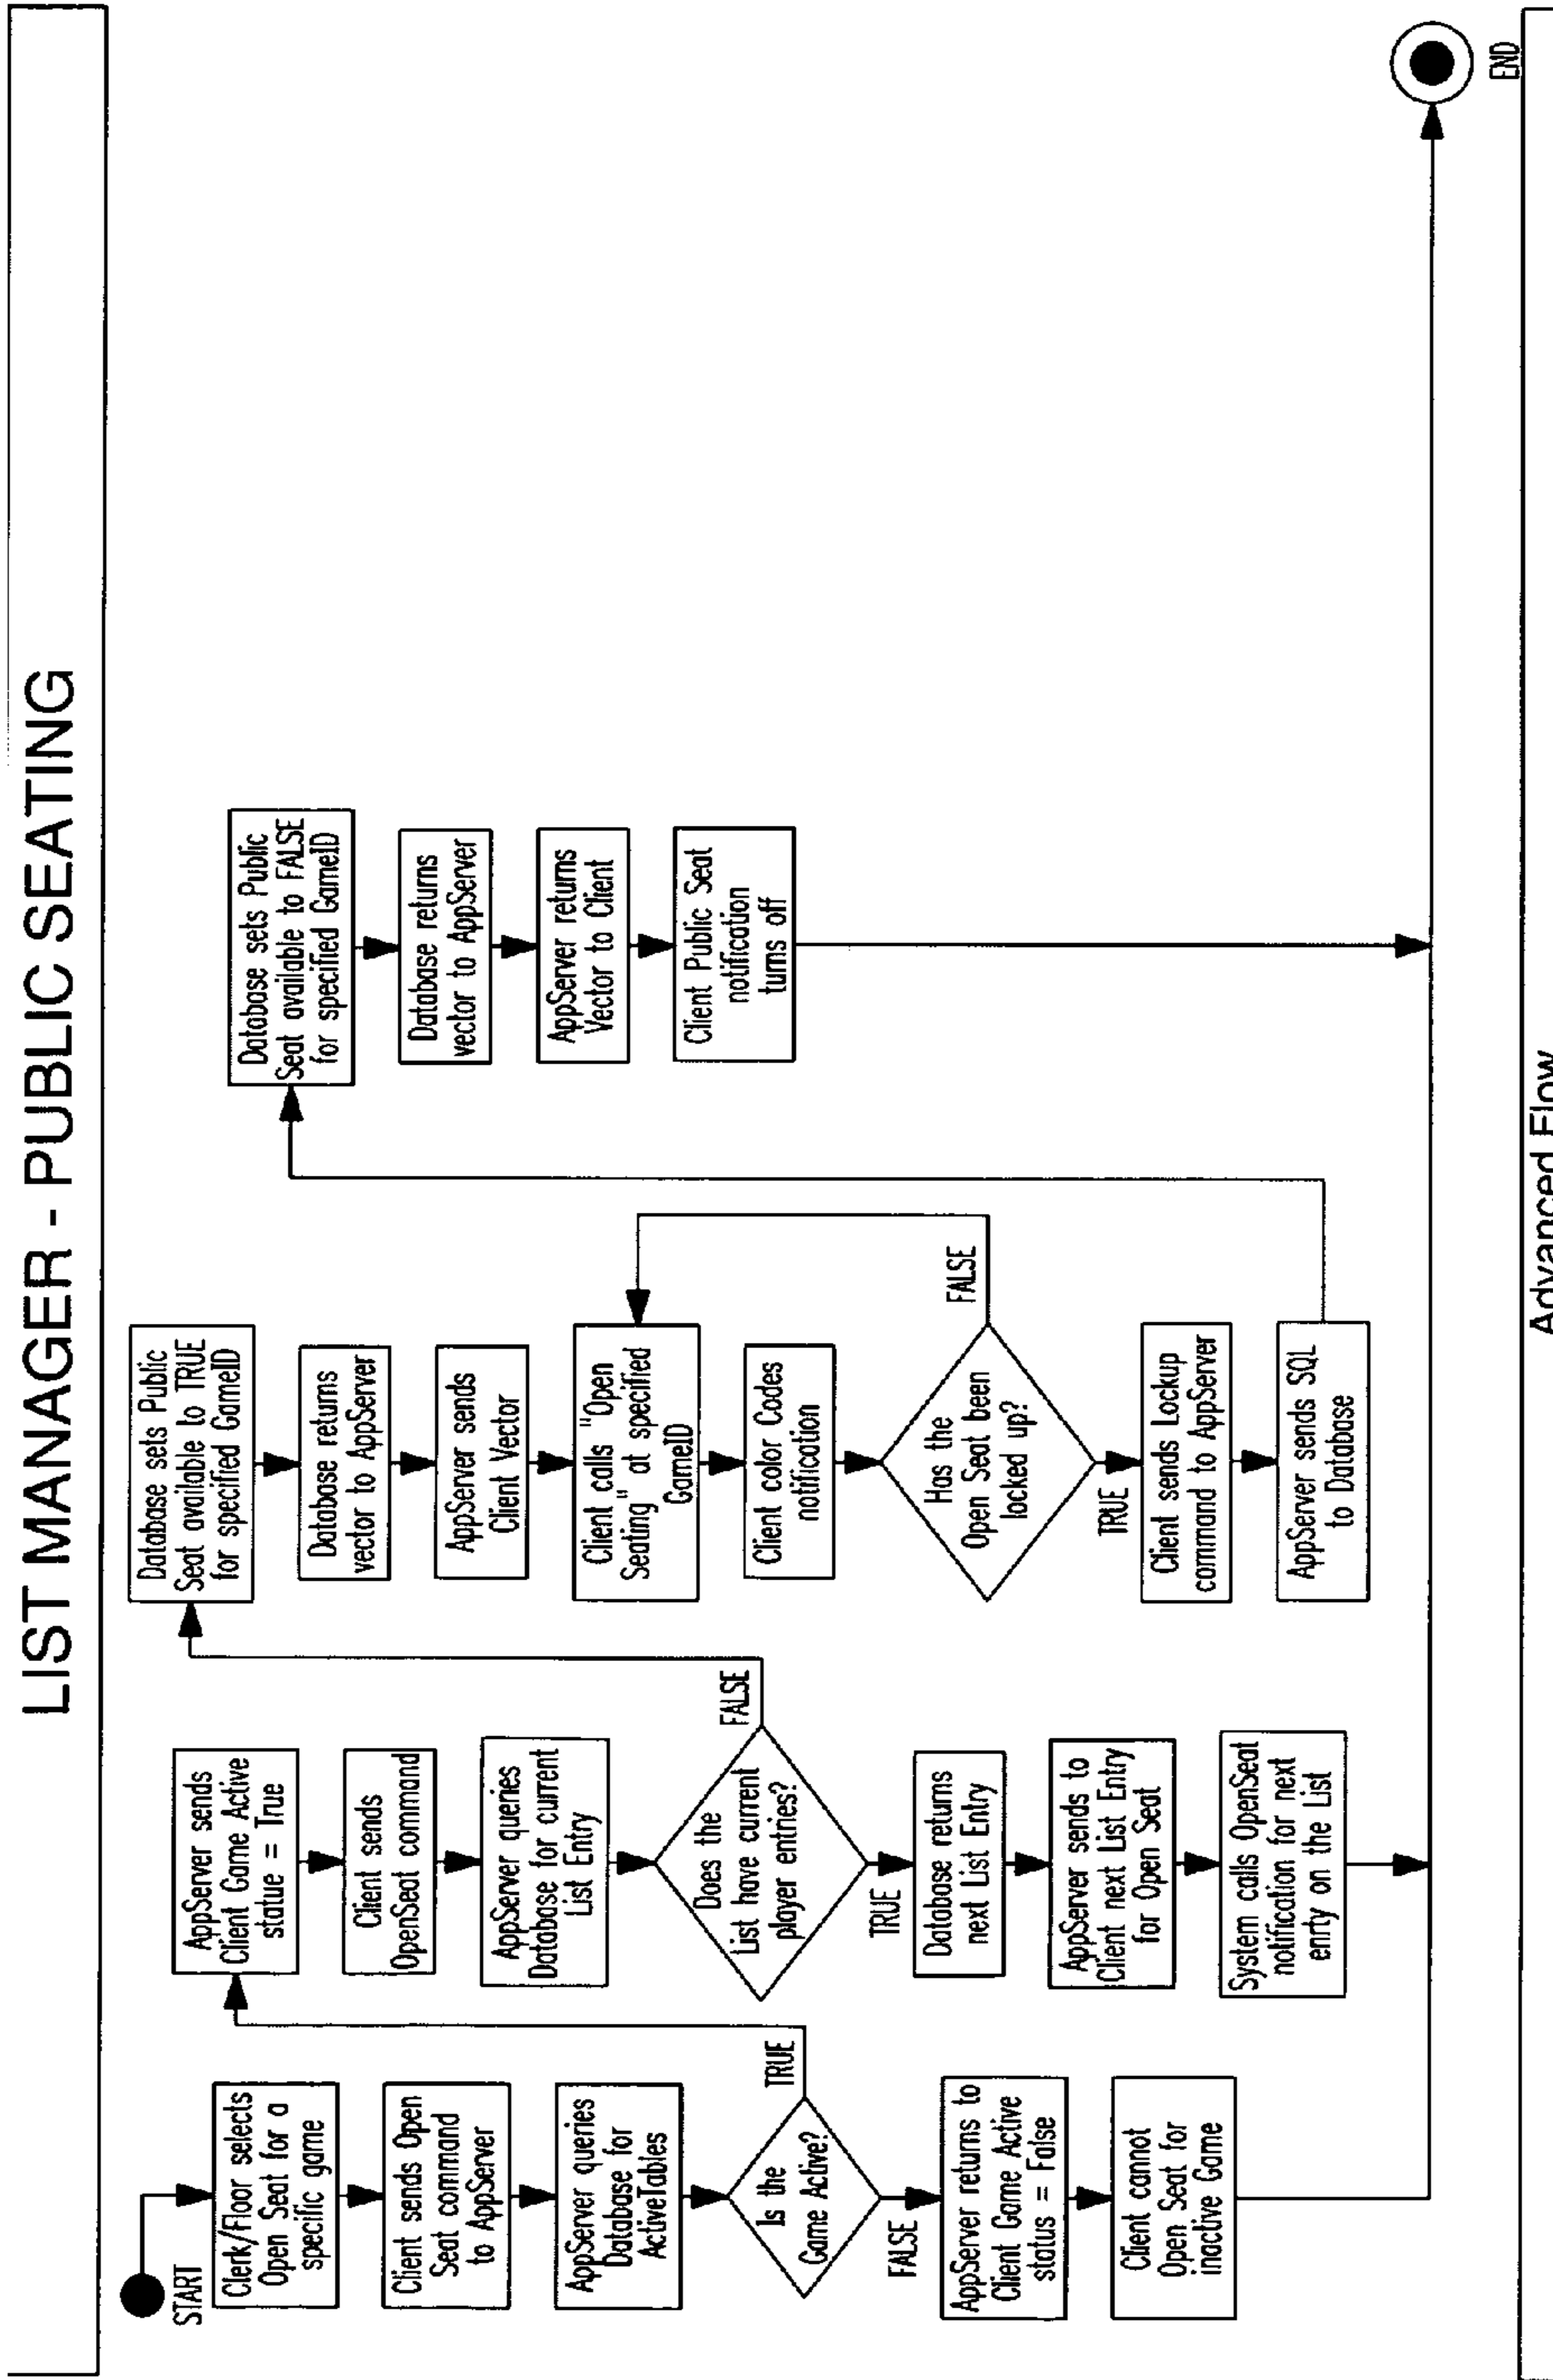 LIST MANAGER - PUBLIC SEATING
START
Clerk/Floor selects
Open Seat for a
specific game
Client sends Open
Seat command
to AppServer
AppServer queries
Database for
ActiveTables
Is the
Game Active?
TRUE
FALSE
AppServer returns to
Client Game Active
status = False
Client cannot
Open Seat for
inactive Game
AppServer sends
Client Game Active
status = True
Client sends
OpenSeat command
AppServer queries
Database for current
List Entry
Does the
List have current
player entries?
FALSE
TRUE
Database returns
next List Entry
AppServer sends to
Client next List Entry
for Open Seat
System calls OpenSeat
notification for next
entry on the List
Database sets Public
Seat available to TRUE
for specified GameID
Database returns
vector to AppServer
AppServer sends
Client Vector
Client calls "Open
Seating" at specified
GameID
Client color Codes
notification
Has the
Open Seat been
locked up?
FALSE
TRUE
Client sends Lockup
command to AppServer
AppServer sends SQL
to Database
Database sets Public
Seat available to FALSE
for specified GameID
Database returns
vector to AppServer
AppServer returns
Vector to Client
Client Public Seat
notification
turns off
END
Advanced Flow